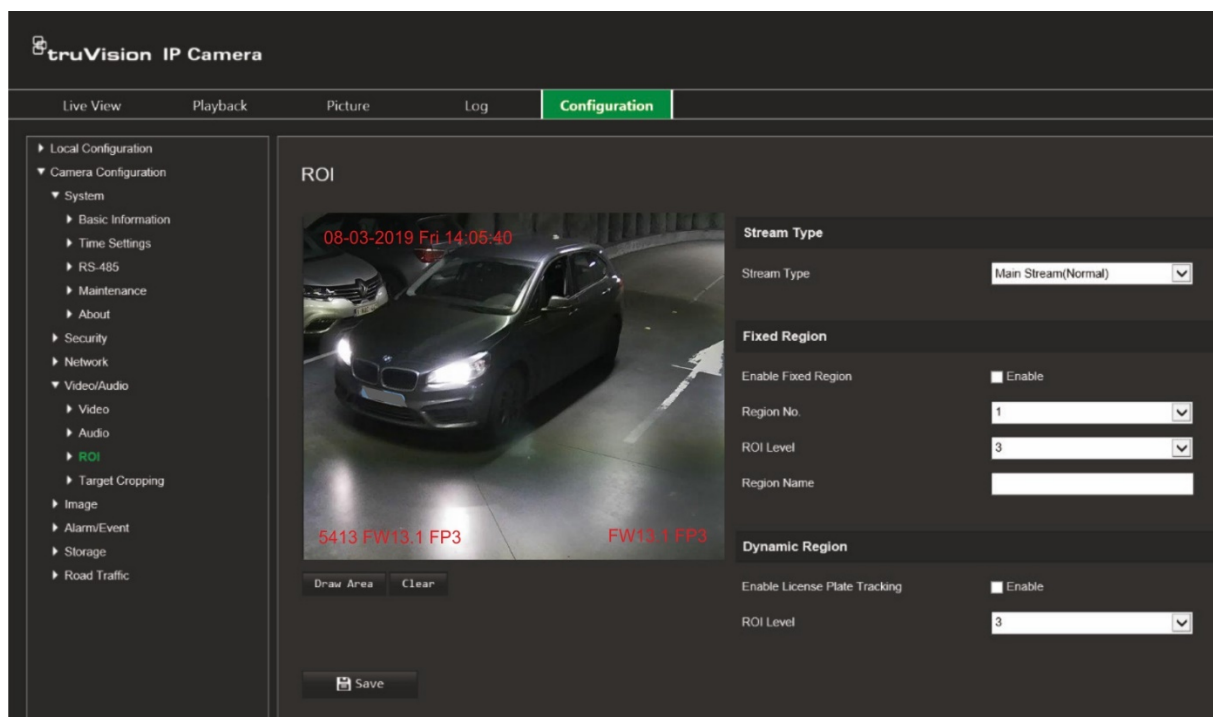 truVision IP Camera
Live View Playback Picture Log Configuration
Local Configuration
Camera Configuration
System
Basic Information
Time Settings
RS-485
Maintenance
About
Security
Network
Video/Audio
Video
Audio
ROI
Target Cropping
Image
Alarm/Event
Storage
Road Traffic
ROI
08-03-2019 Fri 14:05:40
5413 FW13.1 FP3
FW13.1 FP3
Draw Area Clear
Save
Stream Type
Stream Type Main Stream(Normal)
Fixed Region
Enable Fixed Region Enable
Region No. 1
ROI Level 3
Region Name
Dynamic Region
Enable License Plate Tracking Enable
ROI Level 3